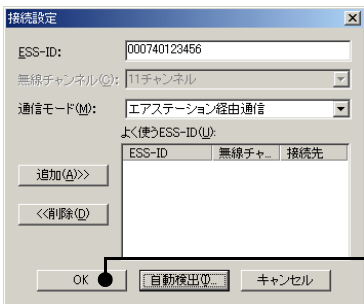 接続設定
ESS-ID: 000740123456
無線チャンネル(C): 11チャンネル
通信モード(M): エアステーション経由通信
よく使うESS-ID(U):
ESS-ID 無線チャ... 接続先
追加(A)>>
<<削除(D)
OK 自動検出(I)... キャンセル